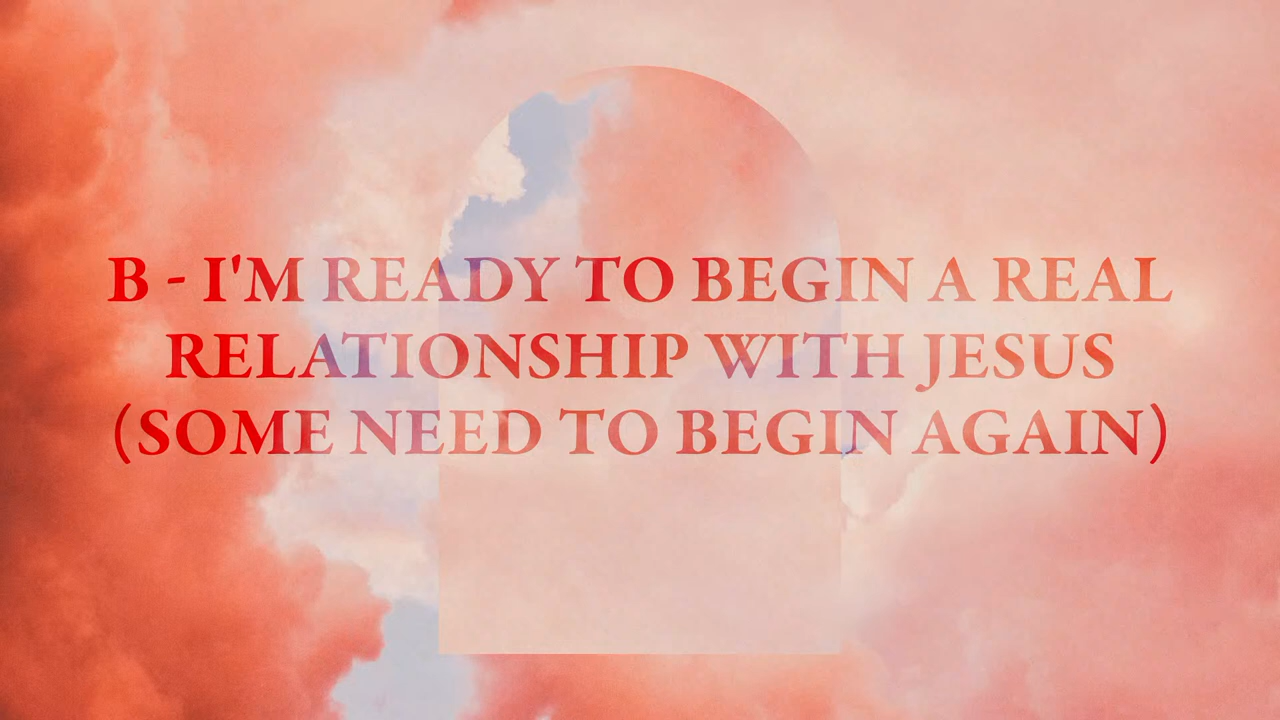 B - I'M READY TO BEGIN A REAL
RELATIONSHIP WITH JESUS
(SOME NEED TO BEGIN AGAIN)